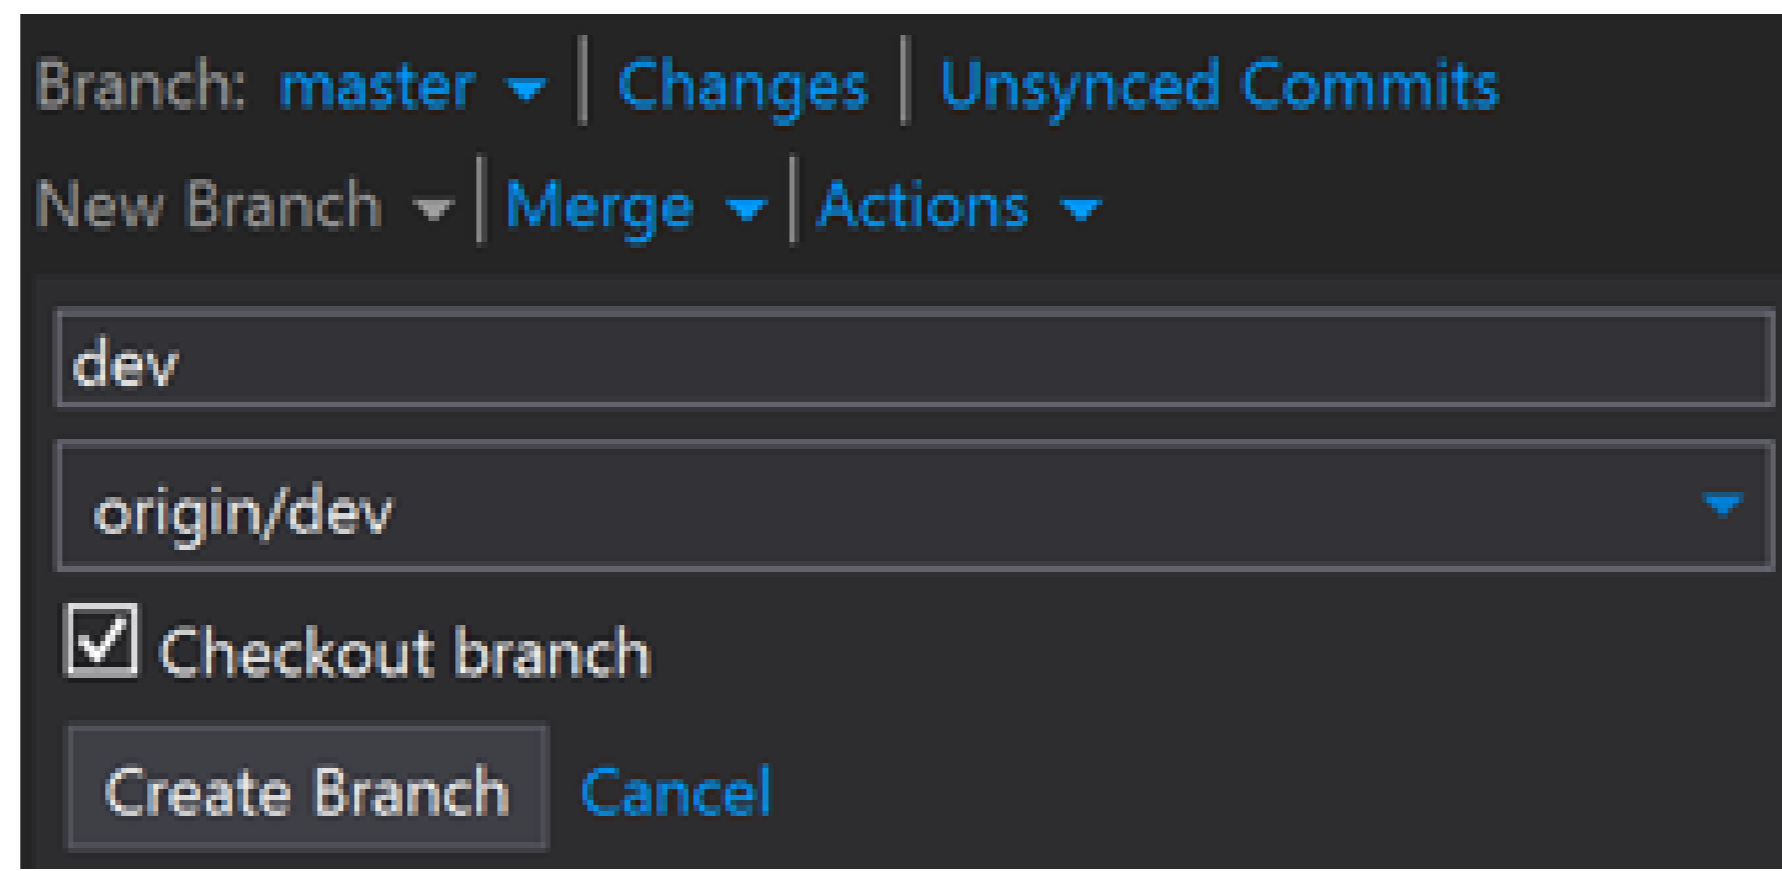 Branch: master | Changes | Unsynced Commits
New Branch | Merge | Actions
dev
origin/dev
Checkout branch
Create Branch Cancel